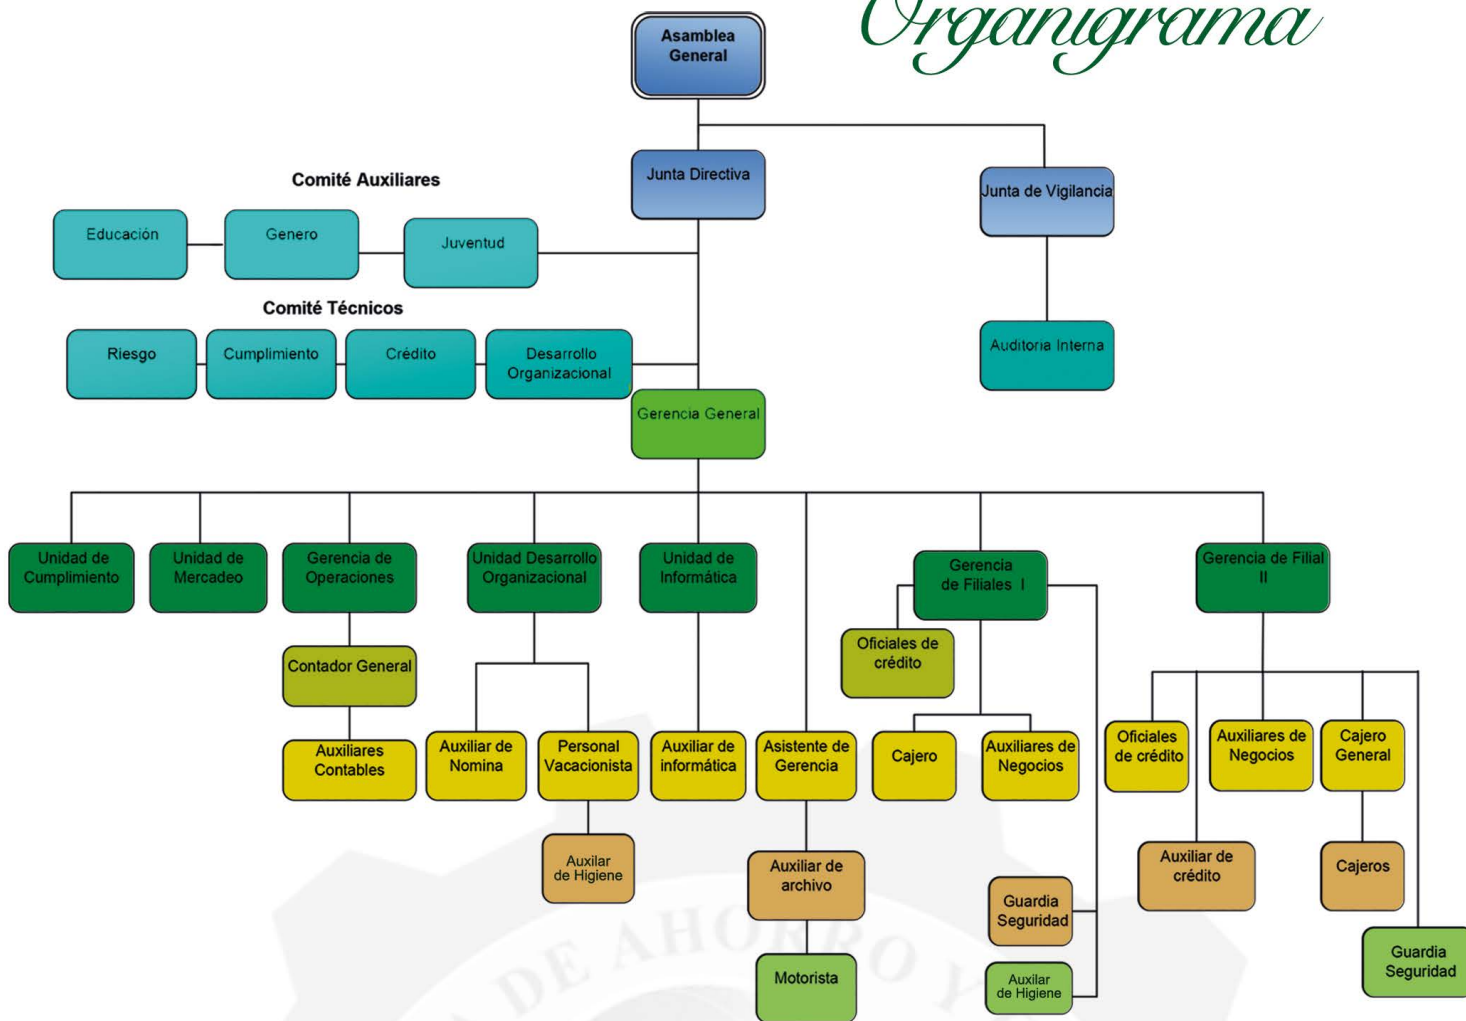 Organigrama
Asamblea
General
Junta Directiva
Junta de Vigilancia
Comité Auxiliares
Educación
Genero
Juventud
Comité Técnicos
Riesgo
Cumplimiento
Crédito
Desarrollo
Organizacional
Auditoria Interna
Gerencia General
Unidad de
Cumplimiento
Unidad de
Mercadeo
Gerencia de
Operaciones
Unidad Desarrollo
Organizacional
Unidad de
Informática
Gerencia
de Filiales I
Gerencia de Filial
II
Contador General
Oficiales de
crédito
Auxiliares
Contables
Auxiliar de
Nomina
Personal
Vacacionista
Auxiliar de
informática
Asistente de
Gerencia
Cajero
Auxiliares de
Negocios
Oficiales
de crédito
Auxiliares de
Negocios
Cajero
General
Auxilar
de Higiene
Auxiliar de
archivo
Guardia
Seguridad
Auxiliar de
crédito
Cajeros
Motorista
Auxilar
de Higiene
Guardia
Seguridad
DE AHORRO Y